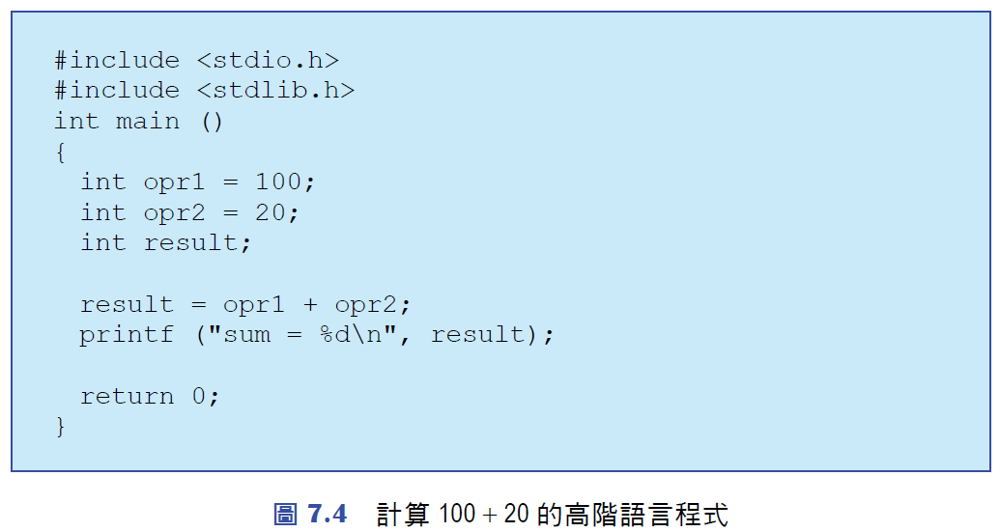 #include <stdio.h>
#include <stdlib.h>
int main ()
{
int opr1 = 100;
int opr2 = 20;
int result;
result = opr1 + opr2;
printf ("sum = %d\n", result);
return 0;
}
圖 7.4 計算 100 + 20 的高階語言程式